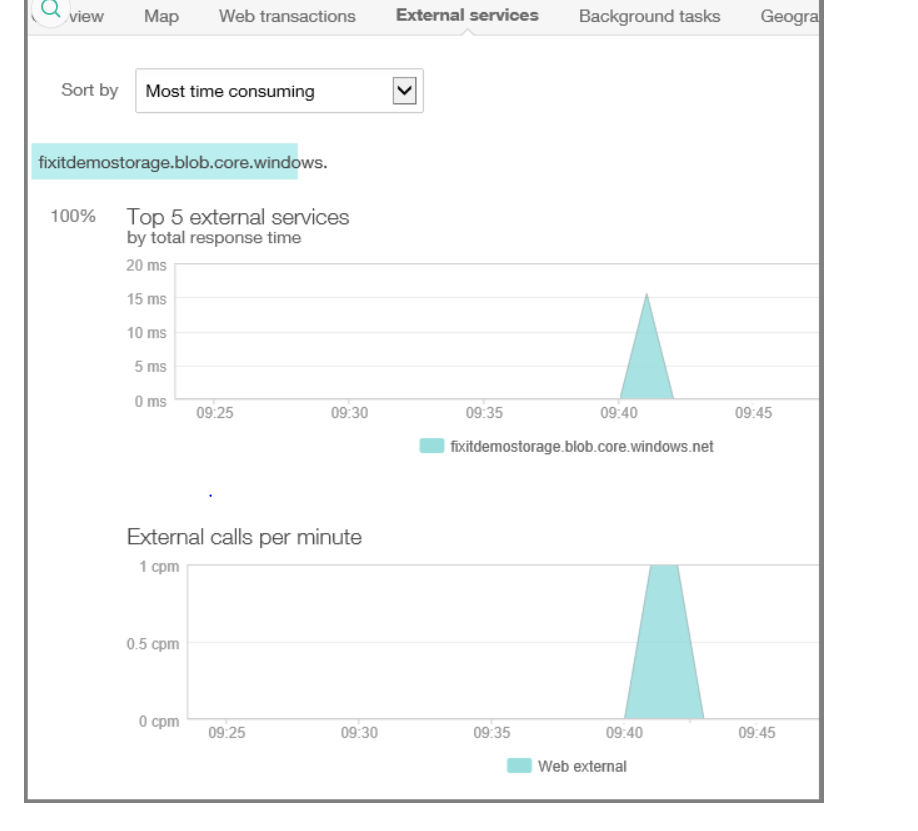 view Map Web transactions External services Background tasks Geogra
Sort by Most time consuming
fixitdemostorage.blob.core.windows.
100% Top 5 external services
by total response time
20 ms
15 ms
10 ms
5 ms
0 ms
09:25 09:30 09:35 09:40 09:45
fixitdemostorage.blob.core.windows.net
External calls per minute
1 cpm
0.5 cpm
0 cpm
09:25 09:30 09:35 09:40 09:45
Web external